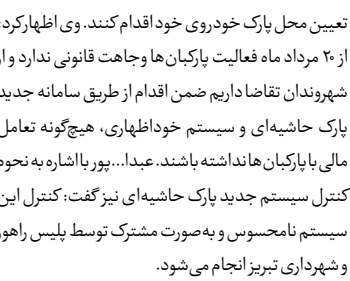 تعیین محل پارک خودروی خود اقدام کنند. وی اظهارکرد:
از ۲۰ مرداد ماه فعالیت پارکبان‌ها وجاهت قانونی ندارد و از
شهروندان تقاضا داریم ضمن اقدام از طریق سامانه جدید
پارک حاشیه‌ای و سیستم خوداظهاری، هیچ‌گونه تعامل
مالی با پارکبان‌ها نداشته باشند. عبدا...پور با اشاره به نحوه
کنترل سیستم جدید پارک حاشیه‌ای نیز گفت: کنترل این
سیستم نامحسوس و به‌صورت مشترک توسط پلیس راهور
و شهرداری تبریز انجام می‌شود.